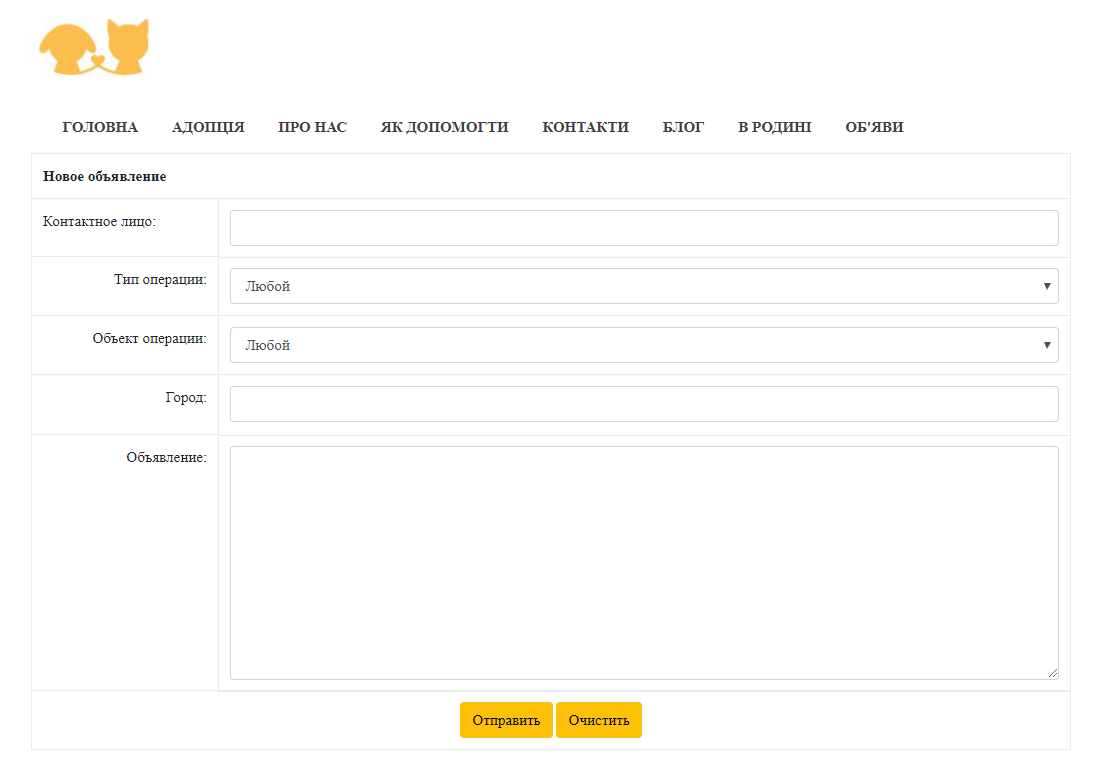 ГОЛОВНА АДОПЦІЯ ПРО НАС ЯК ДОПОМОГТИ КОНТАКТИ БЛОГ В РОДИНІ ОБ'ЯВИ
Новое объявление
Контактное лицо:
Тип операции: Любой
Объект операции: Любой
Город:
Объявление:
Отправить Очистить